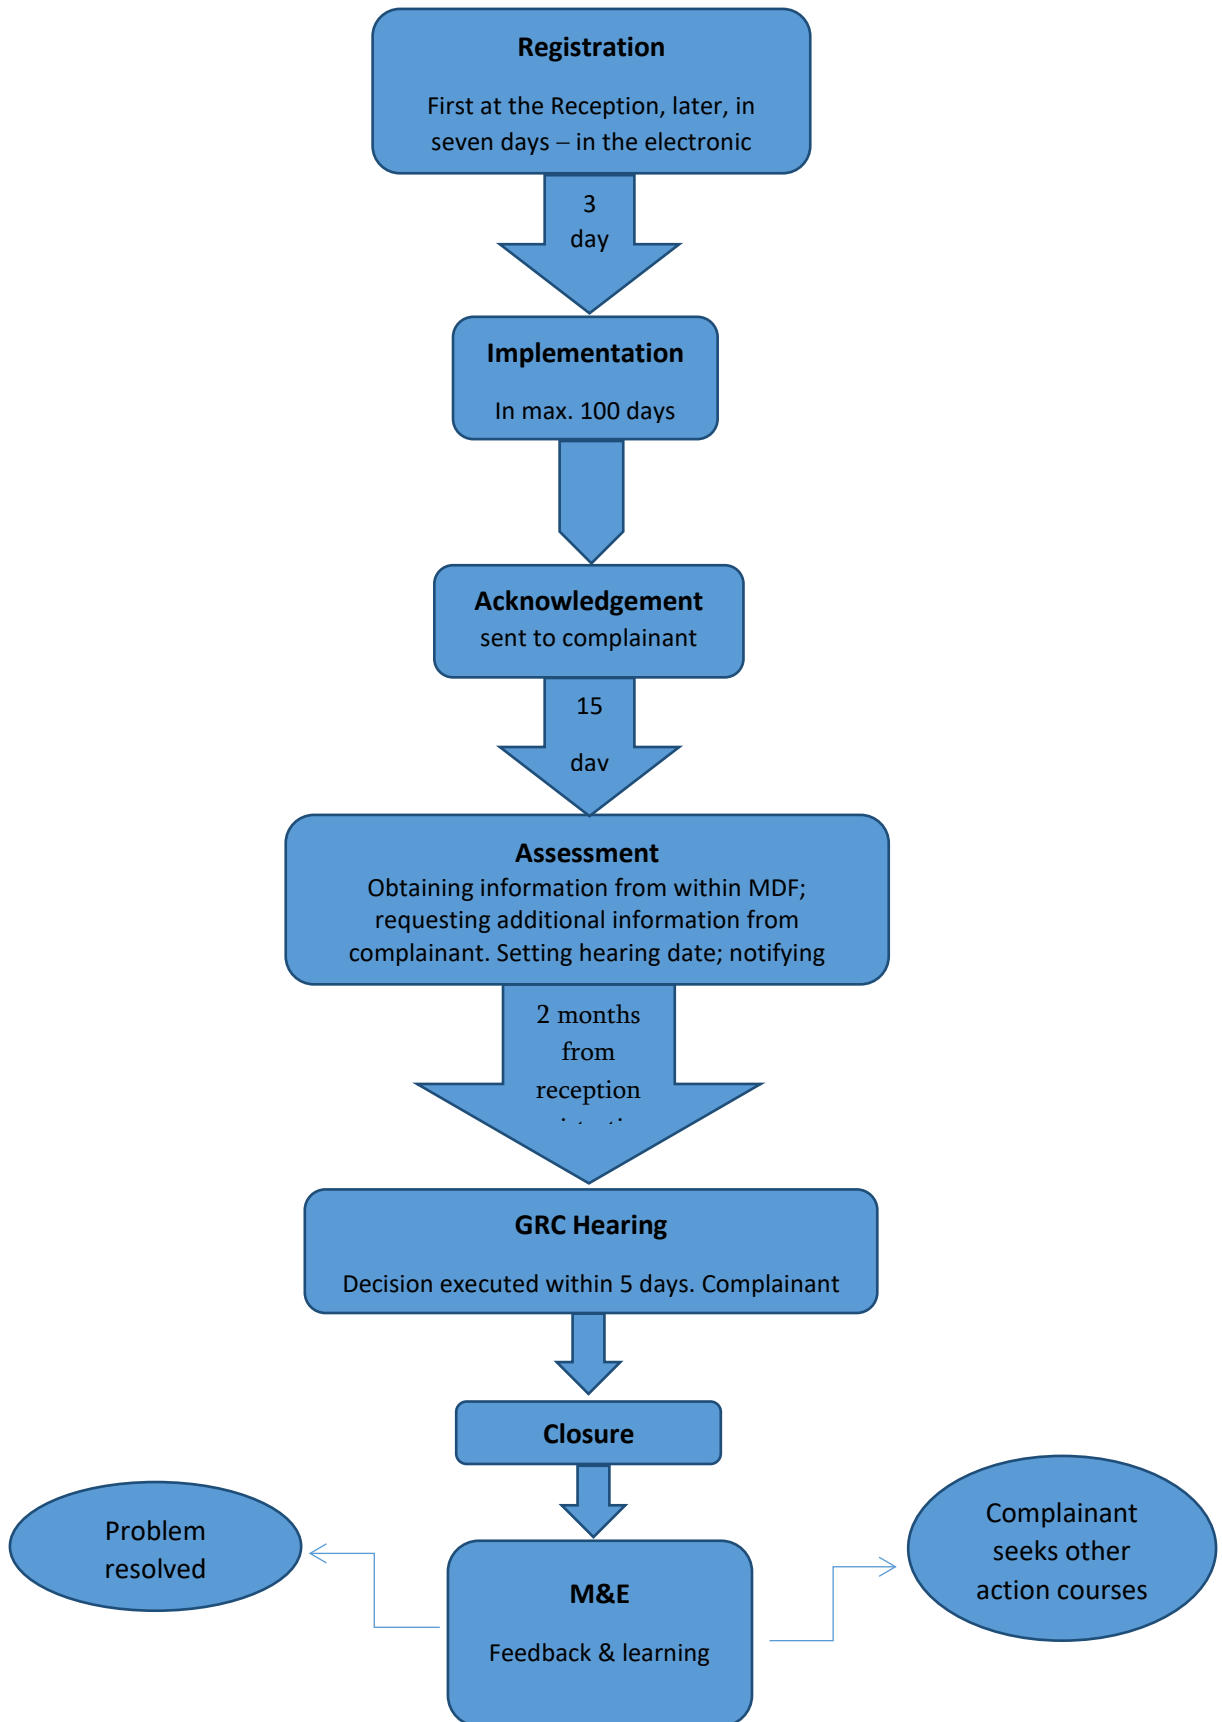 Registration
First at the Reception, later, in
seven days – in the electronic
3
day
Implementation
In max. 100 days
Acknowledgement
sent to complainant
15
day
Assessment
Obtaining information from within MDF;
requesting additional information from
complainant. Setting hearing date; notifying
2 months
from
reception
GRC Hearing
Decision executed within 5 days. Complainant
Closure
Problem
resolved
Complainant
seeks other
action courses
M&E
Feedback & learning